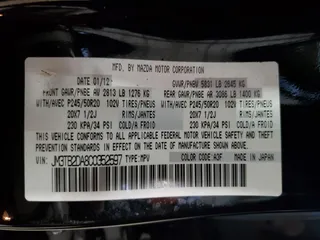 MFD. BY MAZDA MOTOR CORPORATION
DATE 01/12 GVWR/PNBV 5831 LB 2645 KG
FRONT GAWR/PNBE AV 2813 LB 1276 KG REAR GAWR/PNBE AR 3086 LB 1400 KG
WITH/AVEC P245/50R20 102V TIRES/PNEUS WITH/AVEC P245/50R20 102V TIRES/PNEUS
20X7 1/2J RIMS/JANTES 20X7 1/2J RIMS/JANTES
230 KPA/34 PSI COLD/A FROID 230 KPA/34 PSI COLD/A FROID
THIS VEHICLE CONFORMS TO ALL APPLICABLE FEDERAL MOTOR VEHICLE SAFETY, AND THEFT
PREVENTION STANDARDS IN EFFECT ON THE DATE OF MANUFACTURE SHOWN ABOVE.
VIN: JM3TB2DA8C0352697 TYPE: MPV COLOR CODE: A3F MADE IN JAPAN